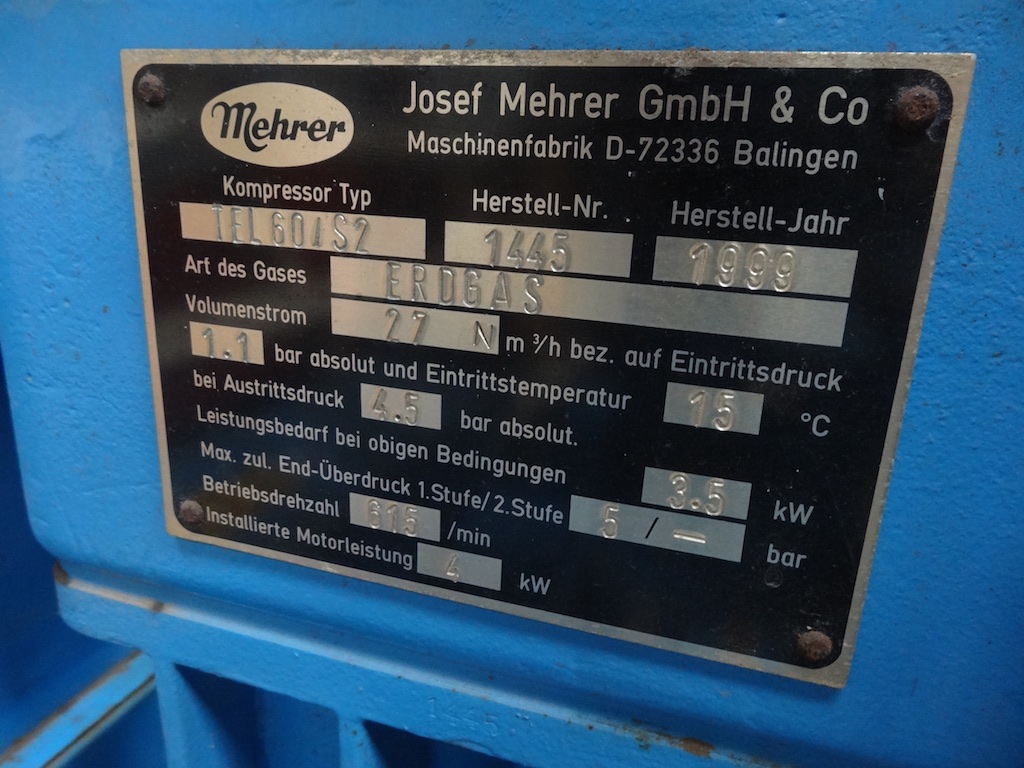 Mehrer
Josef Mehrer GmbH & Co
Maschinenfabrik D-72336 Balingen
Kompressor Typ Herstell-Nr. Herstell-Jahr
TEL60/S2 1445 1999
Art des Gases ERDGAS
Volumenstrom 27 N m³/h bez. auf Eintrittsdruck
1.1 bar absolut und Eintrittstemperatur 15 °C
bei Austrittsdruck 4.5 bar absolut.
Leistungsbedarf bei obigen Bedingungen 3.5 kW
Max. zul. End-Überdruck 1.Stufe/2.Stufe 5 / — bar
Betriebsdrehzahl 615 /min
Installierte Motorleistung 4 kW
1445